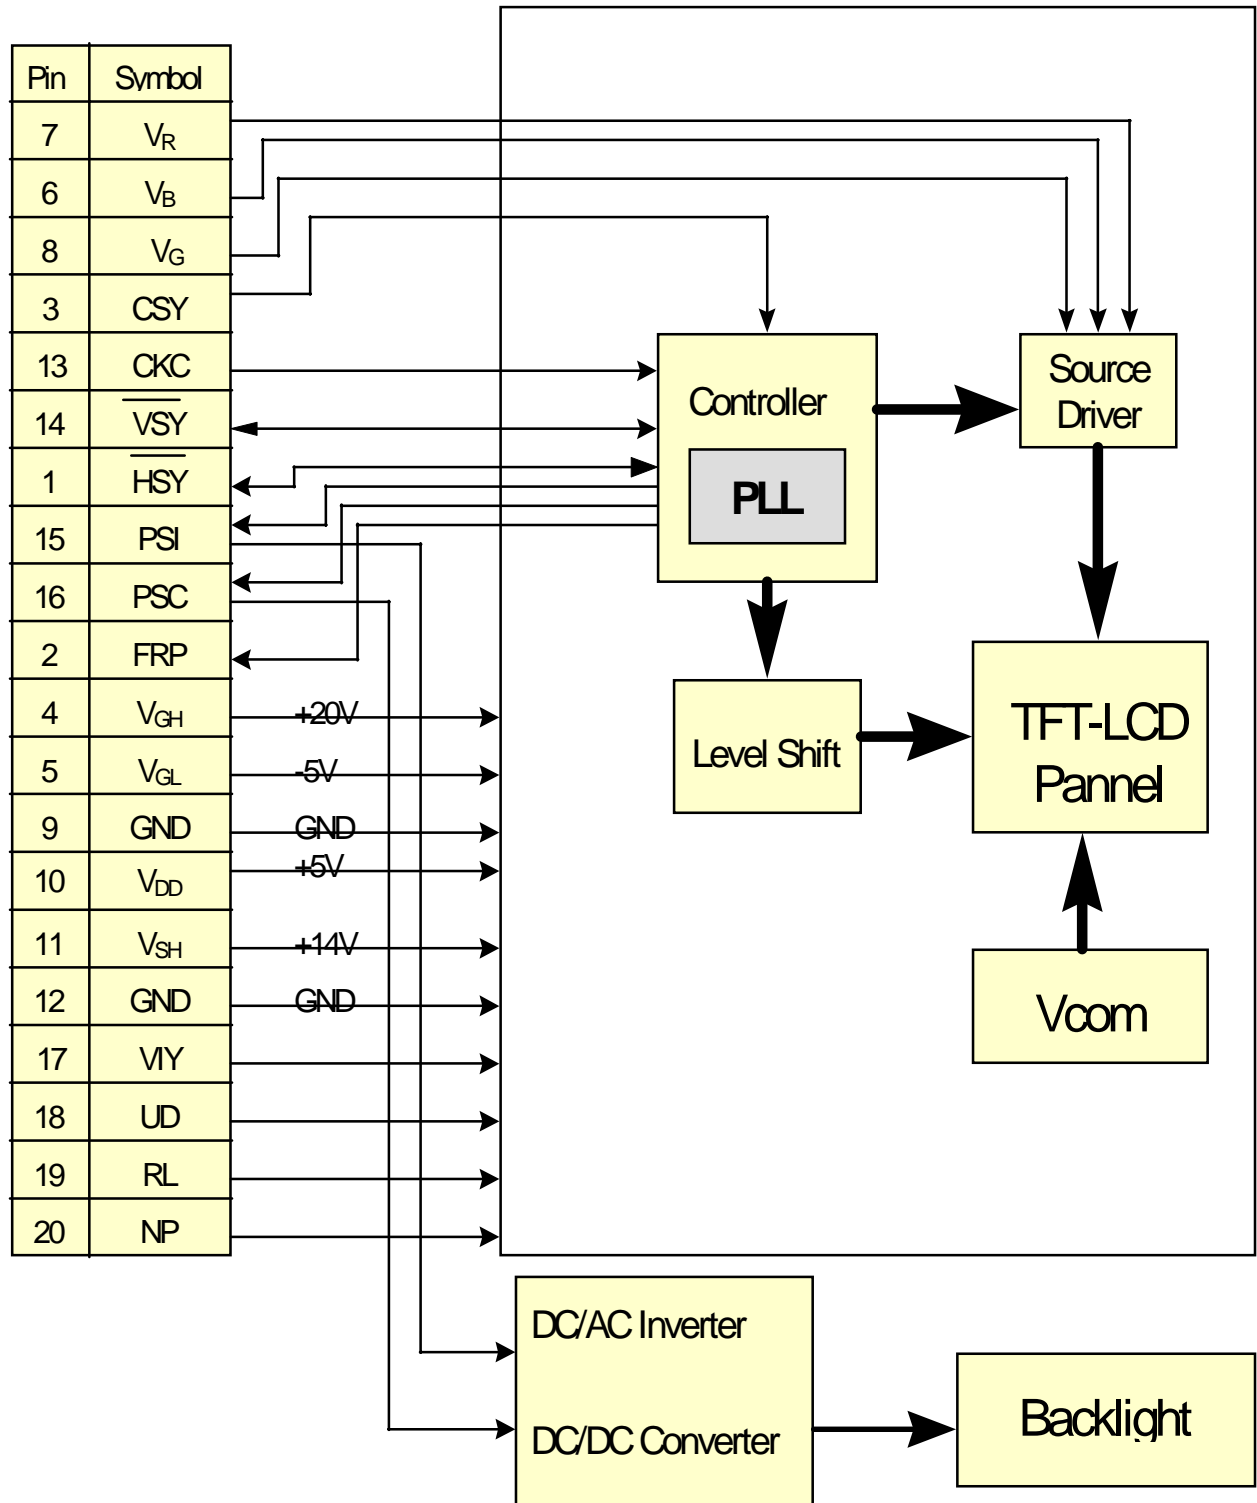 Pin Symbol
7 VR
6 VB
8 VG
3 CSY
13 CKC
14 VSY
1 HSY
15 PSI
16 PSC
2 FRP
4 VGH +20V
5 VGL -5V
9 GND GND
10 VDD +5V
11 VSH +14V
12 GND GND
17 VIY
18 UD
19 RL
20 NP
Controller
PLL
Source
Driver
Level Shift
TFT-LCD
Pannel
Vcom
DC/AC Inverter
DC/DC Converter
Backlight